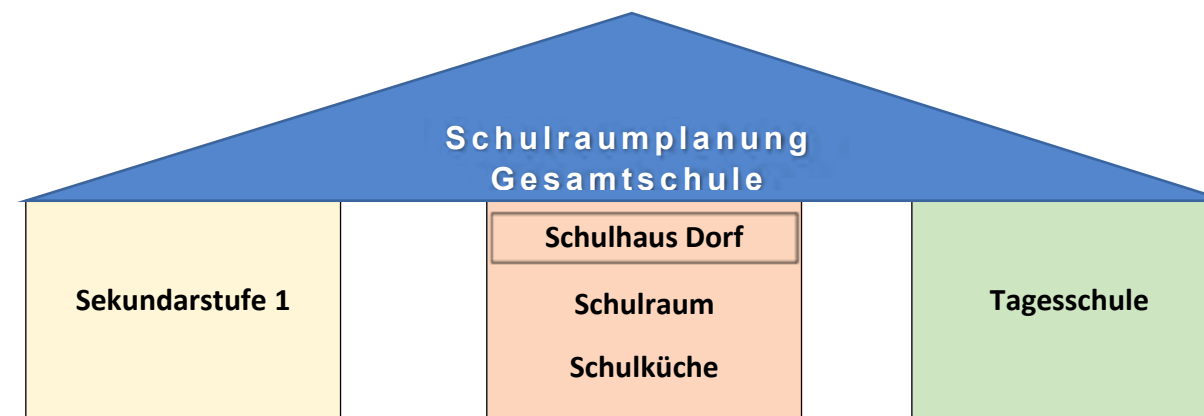 Schulraumplanung
Gesamtschule
Sekundarstufe 1
Schulhaus Dorf
Schulraum
Schulküche
Tagesschule